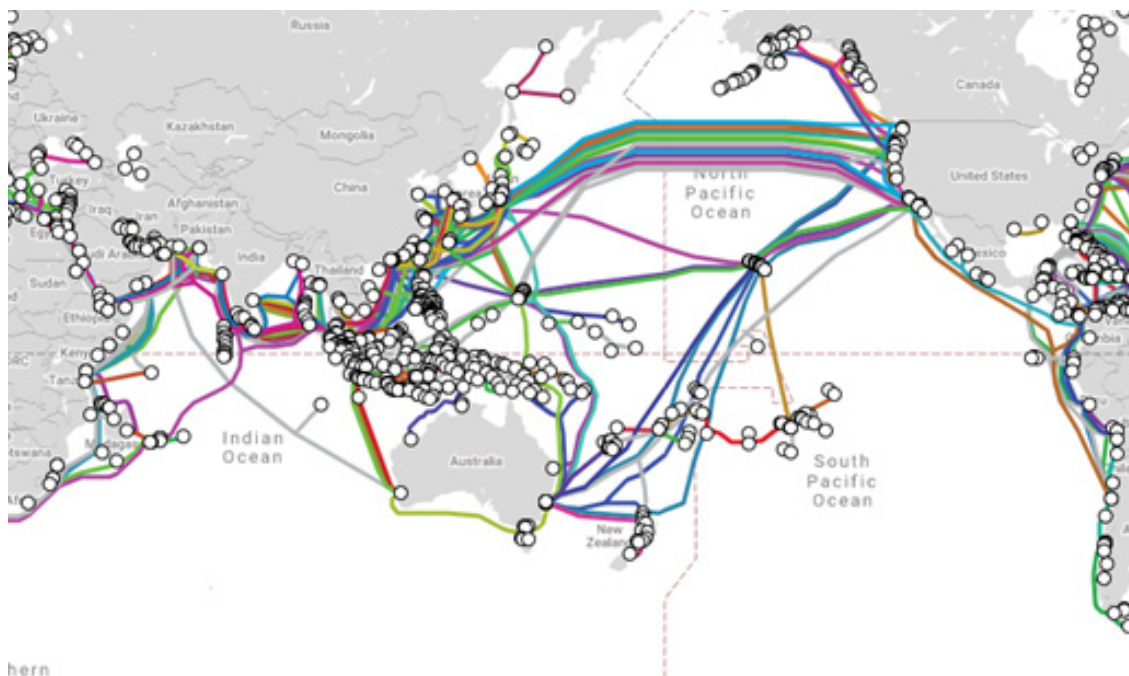 Russia
Canada
Ukraine
Kazakhstan
Mongolia
Turkey
China
North
Pacific
Ocean
United States
Iraq
Iran
Afghanistan
Pakistan
India
Sudan
Thailand
Ethiopia
Kenya
Indian
Ocean
Australia
South
Pacific
Ocean
New
Zealand
hern